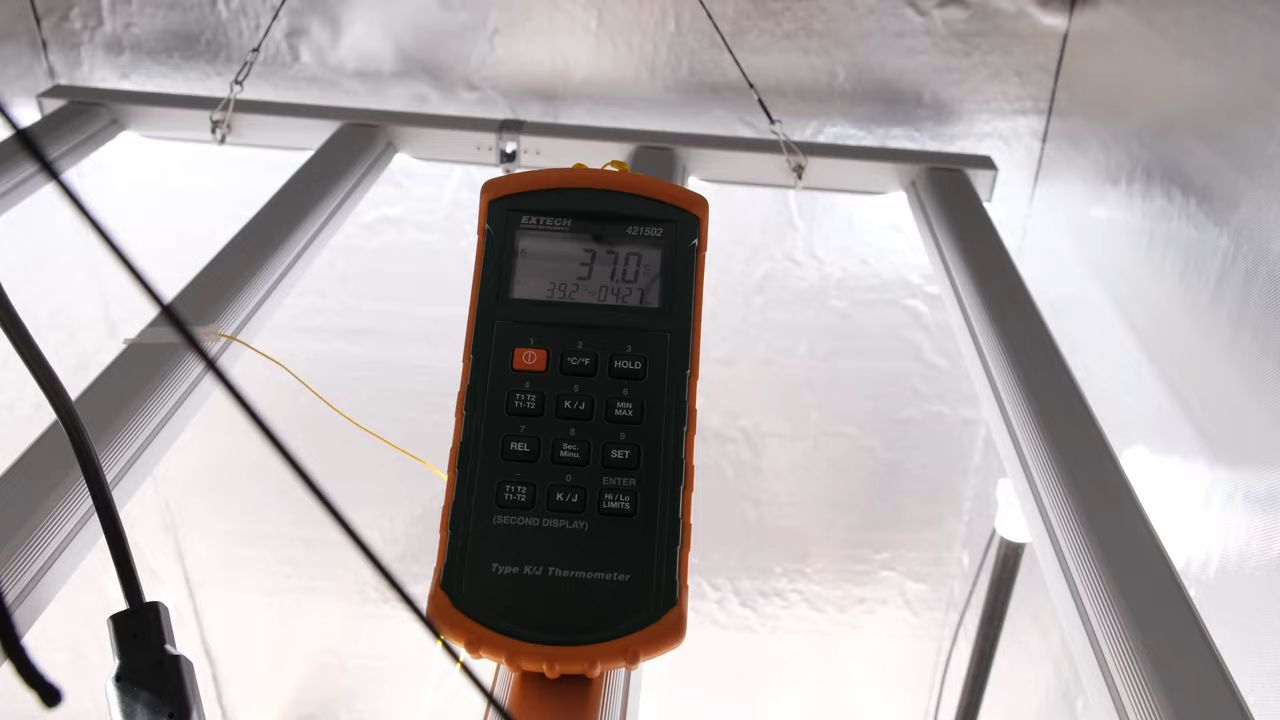 EXTECH
421502
K
37.0
39.2 04:27
1 2 3
°C/°F HOLD
4 5 6
T1 T2 K / J MIN
T1-T2 MAX
7 8 9
REL Sec. SET
Minu.
– 0 ENTER
T1 T2 K / J Hi / Lo
T1-T2 LIMITS
(SECOND DISPLAY)
Type K/J Thermometer